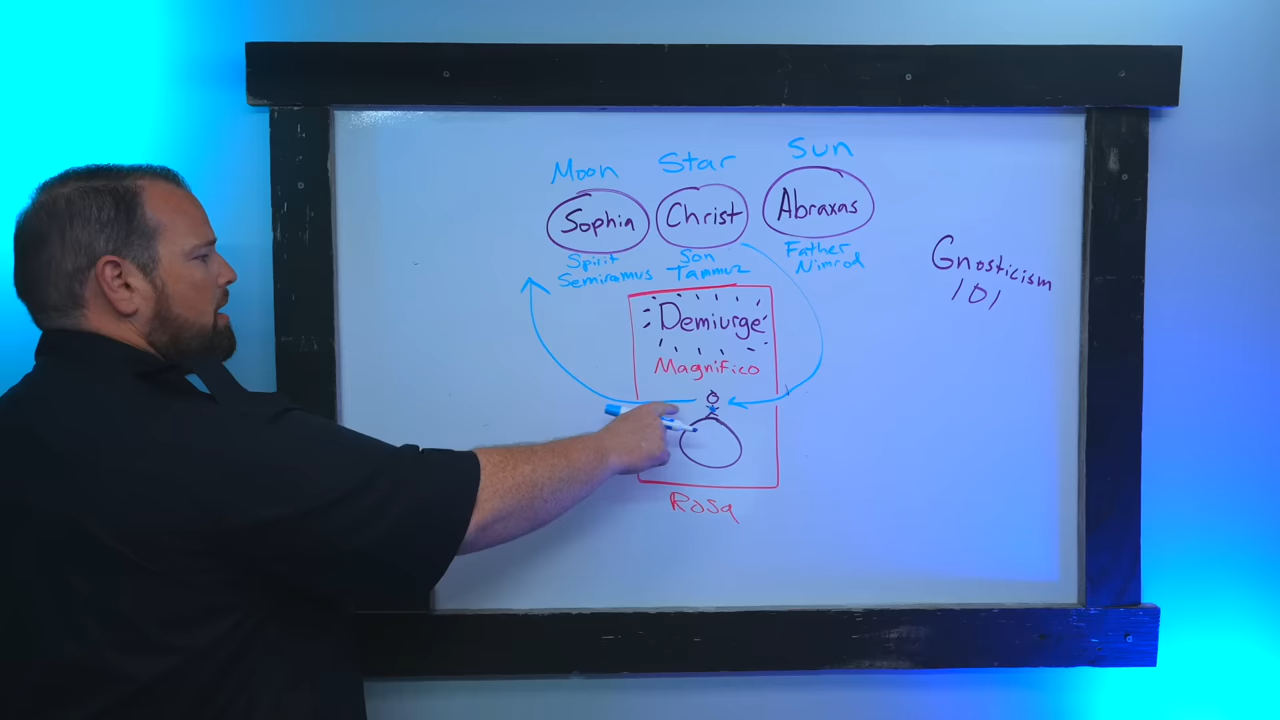 Moon Star Sun
Sophia Christ Abraxas
Spirit Son Father
Semiramus Tammuz Nimrod
Gnosticism
101
Demiurge
Magnifico
Rosa